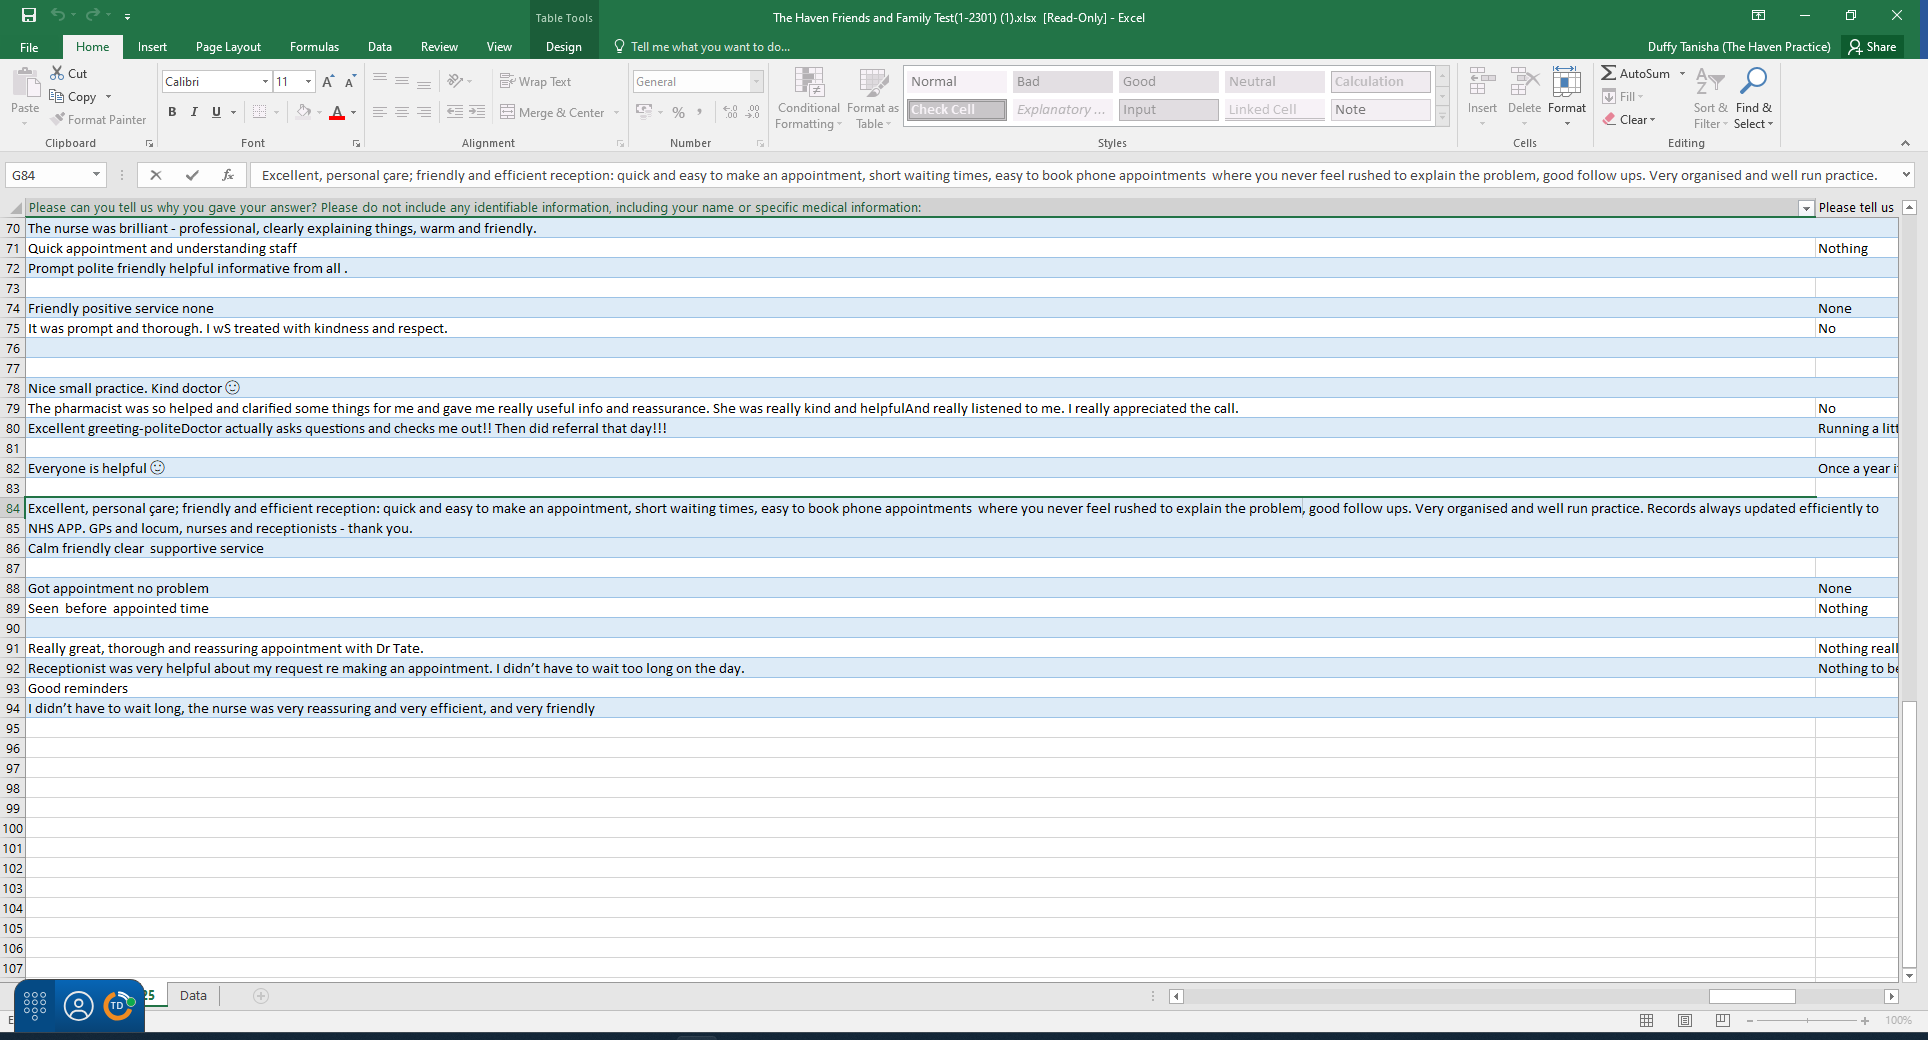 Table Tools
The Haven Friends and Family Test(1-2301) (1).xlsx [Read-Only] - Excel
File Home Insert Page Layout Formulas Data Review View Design Tell me what you want to do...
Duffy Tanisha (The Haven Practice) Share
Paste
Cut
Copy
Format Painter
Clipboard
Calibri 11 A A
B I U A
Font
Wrap Text
Merge & Center
Alignment
General
% ,
Number
Conditional Formatting
Format as Table
Normal Bad Good Neutral Calculation
Check Cell Explanatory ... Input Linked Cell Note
Styles
Insert Delete Format
Cells
AutoSum
Fill
Clear
Sort & Filter
Find & Select
Editing
G84 fx Excellent, personal çare; friendly and efficient reception: quick and easy to make an appointment, short waiting times, easy to book phone appointments  where you never feel rushed to explain the problem, good follow ups. Very organised and well run practice.
Please can you tell us why you gave your answer? Please do not include any identifiable information, including your name or specific medical information: Please tell us
70 The nurse was brilliant - professional, clearly explaining things, warm and friendly.
71 Quick appointment and understanding staff Nothing
72 Prompt polite friendly helpful informative from all .
73
74 Friendly positive service none None
75 It was prompt and thorough. I wS treated with kindness and respect. No
76
77
78 Nice small practice. Kind doctor 🙂
79 The pharmacist was so helped and clarified some things for me and gave me really useful info and reassurance. She was really kind and helpfulAnd really listened to me. I really appreciated the call. No
80 Excellent greeting-politeDoctor actually asks questions and checks me out!! Then did referral that day!!! Running a litt
81
82 Everyone is helpful 🙂 Once a year i
83
84 Excellent, personal çare; friendly and efficient reception: quick and easy to make an appointment, short waiting times, easy to book phone appointments  where you never feel rushed to explain the problem, good follow ups. Very organised and well run practice. Records always updated efficiently to
85 NHS APP. GPs and locum, nurses and receptionists - thank you.
86 Calm friendly clear  supportive service
87
88 Got appointment no problem None
89 Seen  before  appointed time Nothing
90
91 Really great, thorough and reassuring appointment with Dr Tate. Nothing reall
92 Receptionist was very helpful about my request re making an appointment. I didn't have to wait too long on the day. Nothing to be
93 Good reminders
94 I didn't have to wait long, the nurse was very reassuring and very efficient, and very friendly
95
96
97
98
99
100
101
102
103
104
105
106
107
TD 25 Data
100%